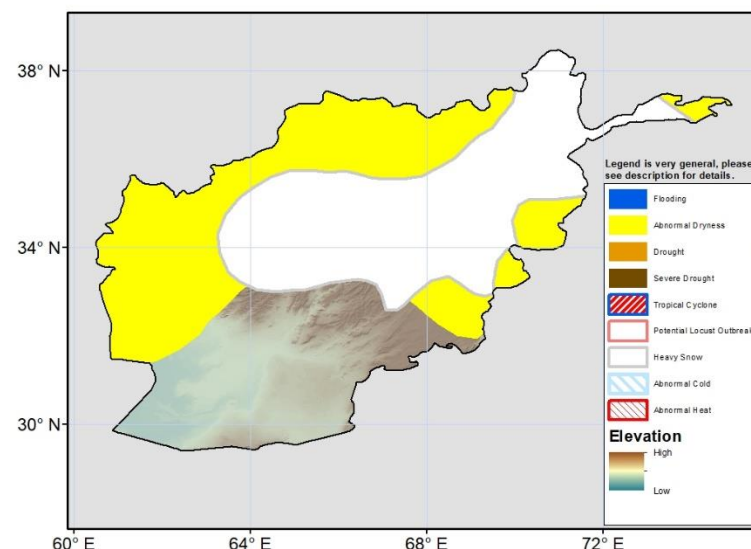 38° N
34° N
30° N
60° E
64° E
68° E
72° E
Legend is very general, please
see description for details.
Flooding
Abnormal Dryness
Drought
Severe Drought
Tropical Cyclone
Potential Locust Outbreak
Heavy Snow
Abnormal Cold
Abnormal Heat
Elevation
High
Low